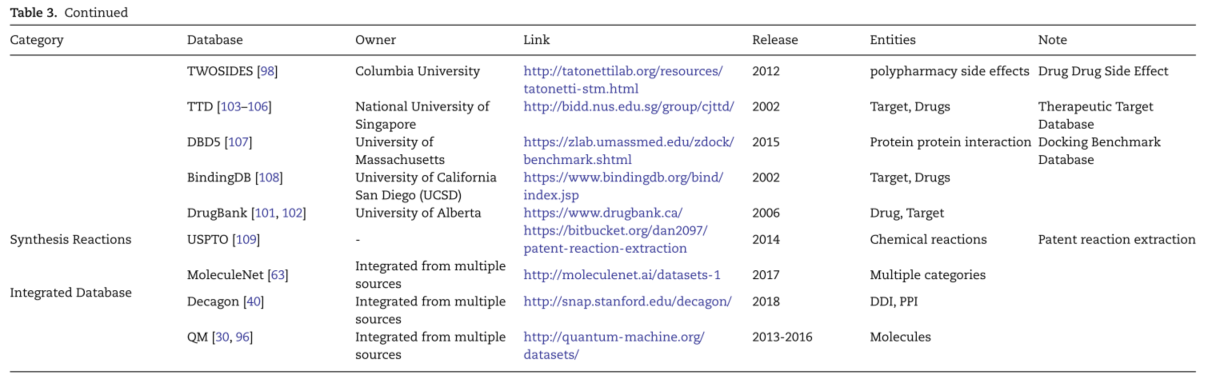 Table 3. Continued
Category Database Owner Link Release Entities Note
TWOSIDES [98] Columbia University http://tatonettilab.org/resources/ 2012 polypharmacy side effects Drug Drug Side Effect
tatonetti-stm.html
TTD [103–106] National University of http://bidd.nus.edu.sg/group/cjttd/ 2002 Target, Drugs Therapeutic Target
Singapore Database
DBD5 [107] University of https://zlab.umassmed.edu/zdock/ 2015 Protein protein interaction Docking Benchmark
Massachusetts benchmark.shtml Database
BindingDB [108] University of California https://www.bindingdb.org/bind/ 2002 Target, Drugs
San Diego (UCSD) index.jsp
DrugBank [101, 102] University of Alberta https://www.drugbank.ca/ 2006 Drug, Target
https://bitbucket.org/dan2097/
Synthesis Reactions USPTO [109] - 2014 Chemical reactions Patent reaction extraction
patent-reaction-extraction
Integrated from multiple
MoleculeNet [63] http://moleculenet.ai/datasets-1 2017 Multiple categories
sources
Integrated Database
Decagon [40] Integrated from multiple http://snap.stanford.edu/decagon/ 2018 DDI, PPI
sources
QM [30, 96] Integrated from multiple http://quantum-machine.org/ 2013-2016 Molecules
sources datasets/